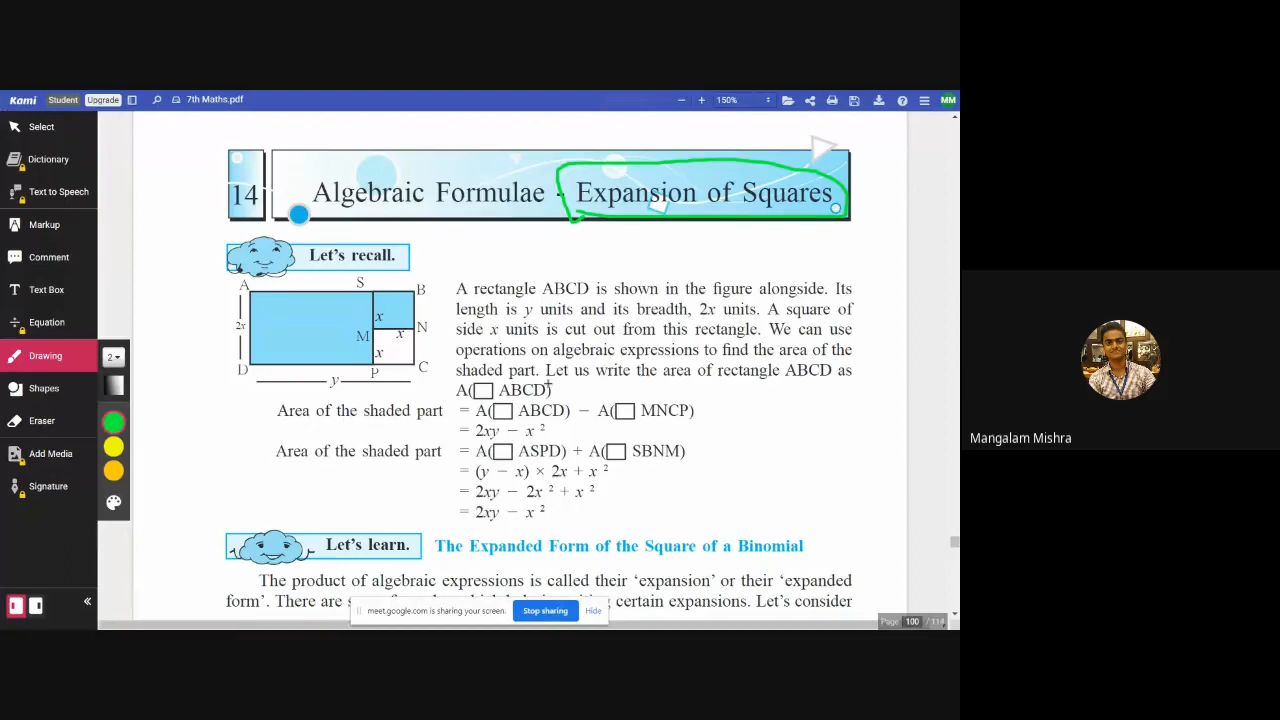 Kami Student Upgrade 7th Maths.pdf 150% MM
Select
Dictionary
Text to Speech
Markup
Comment
Text Box
Equation
Drawing
2
Shapes
Eraser
Add Media
Signature
14 Algebraic Formulae - Expansion of Squares
Let's recall.
A S B
2x x x N
M x
D P C
y
A rectangle ABCD is shown in the figure alongside. Its
length is y units and its breadth, 2x units. A square of
side x units is cut out from this rectangle. We can use
operations on algebraic expressions to find the area of the
shaded part. Let us write the area of rectangle ABCD as
A(□ ABCD)
Area of the shaded part = A(□ ABCD) − A(□ MNCP)
= 2xy − x²
Area of the shaded part = A(□ ASPD) + A(□ SBNM)
= (y − x) × 2x + x²
= 2xy − 2x² + x²
= 2xy − x²
Let's learn. The Expanded Form of the Square of a Binomial
The product of algebraic expressions is called their 'expansion' or their 'expanded
form'. There are certain expansions. Let's consider
meet.google.com is sharing your screen. Stop sharing Hide
Page 100 / 114
Mangalam Mishra